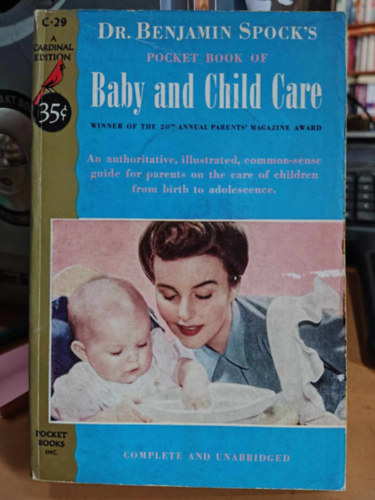 C-29
A
CARDINAL
EDITION
35¢
DR. BENJAMIN SPOCK'S
POCKET BOOK OF
Baby and Child Care
WINNER OF THE 20TH ANNUAL PARENTS' MAGAZINE AWARD
An authoritative, illustrated, common-sense
guide for parents on the care of children
from birth to adolescence.
POCKET
BOOKS
INC.
COMPLETE AND UNABRIDGED